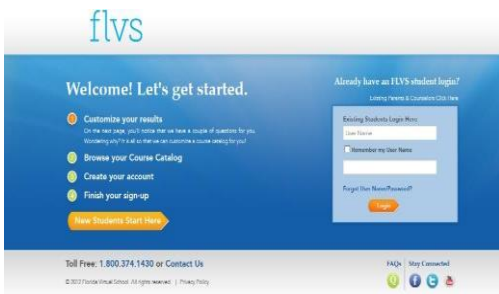 flvs
Welcome! Let's get started.
Customize your results
On the next page, you'll notice that we have a couple of questions for you.
Wondering why? It is all so that we can customize a course catalog for you!
Browse your Course Catalog
Create your account
Finish your sign-up
New Students Start Here
Already have an FLVS student login?
Existing Parents & Counselors Click Here
Existing Students Login Here
User Name
Remember my User Name
Forgot User Name/Password?
Login
Toll Free: 1.800.374.1430 or Contact Us
© 2012 Florida Virtual School. All rights reserved. | Privacy Policy
FAQs
Stay Connected